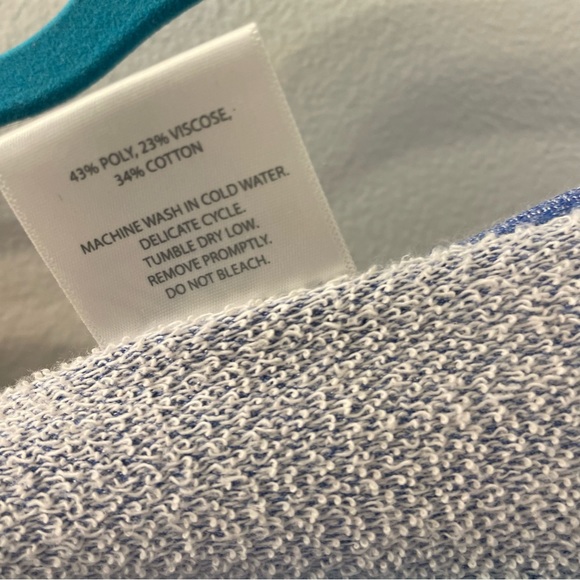 43% POLY, 23% VISCOSE,
34% COTTON
MACHINE WASH IN COLD WATER.
DELICATE CYCLE.
TUMBLE DRY LOW.
REMOVE PROMPTLY.
DO NOT BLEACH.